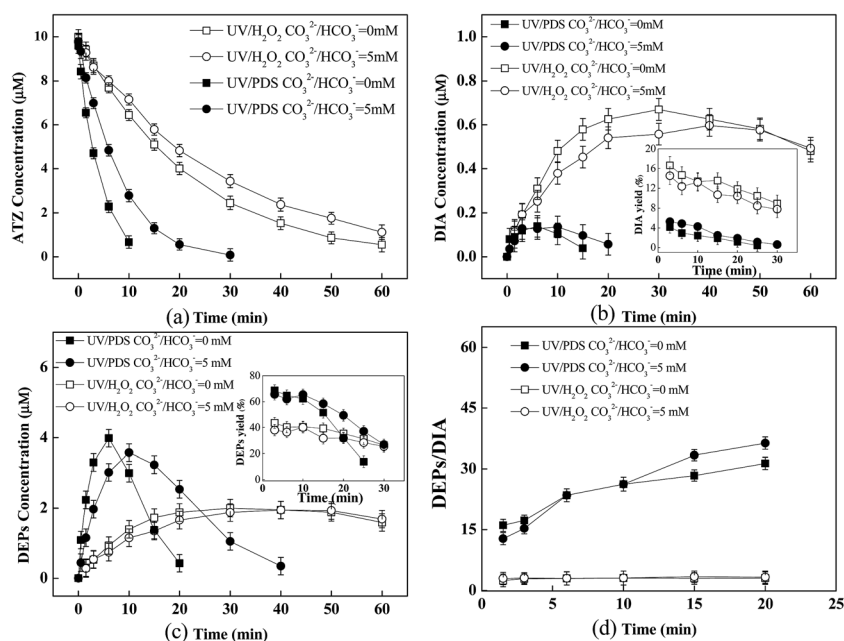 UV/H₂O₂ CO₃²⁻/HCO₃⁻=0mM
UV/H₂O₂ CO₃²⁻/HCO₃⁻=5mM
UV/PDS CO₃²⁻/HCO₃⁻=0mM
UV/PDS CO₃²⁻/HCO₃⁻=5mM
ATZ Concentration (μM)
10
8
6
4
2
0
0 10 20 30 40 50 60
(a) Time (min)
UV/PDS CO₃²⁻/HCO₃⁻=0mM
UV/PDS CO₃²⁻/HCO₃⁻=5mM
UV/H₂O₂ CO₃²⁻/HCO₃⁻=0mM
UV/H₂O₂ CO₃²⁻/HCO₃⁻=5mM
DIA Concentration (μM)
1.0
0.8
0.6
0.4
0.2
0.0
0 10 20 30 40 50 60
(b) Time (min)
DIA yield (%)
20
16
12
8
4
0
0 5 10 15 20 25 30
Time (min)
UV/PDS CO₃²⁻/HCO₃⁻=0 mM
UV/PDS CO₃²⁻/HCO₃⁻=5 mM
UV/H₂O₂ CO₃²⁻/HCO₃⁻=0 mM
UV/H₂O₂ CO₃²⁻/HCO₃⁻=5 mM
DEPs Concentration (μM)
6
4
2
0
0 10 20 30 40 50 60
(c) Time (min)
DEPs yield (%)
80
60
40
20
0
0 5 10 15 20 25 30
Time (min)
UV/PDS CO₃²⁻/HCO₃⁻=0 mM
UV/PDS CO₃²⁻/HCO₃⁻=5 mM
UV/H₂O₂ CO₃²⁻/HCO₃⁻=0 mM
UV/H₂O₂ CO₃²⁻/HCO₃⁻=5 mM
DEPs/DIA
60
45
30
15
0
0 5 10 15 20 25
(d) Time (min)